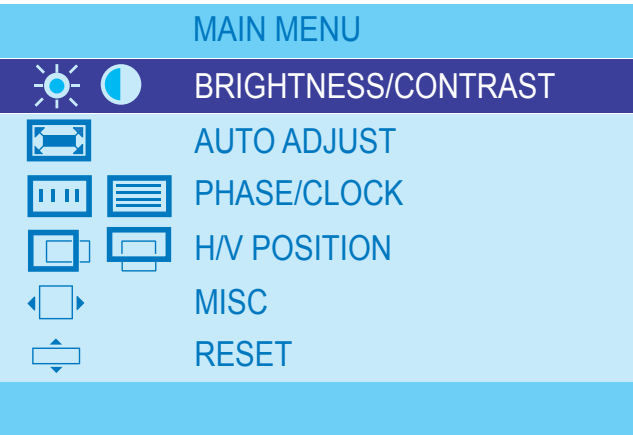 MAIN MENU
BRIGHTNESS/CONTRAST
AUTO ADJUST
PHASE/CLOCK
H/V POSITION
MISC
RESET